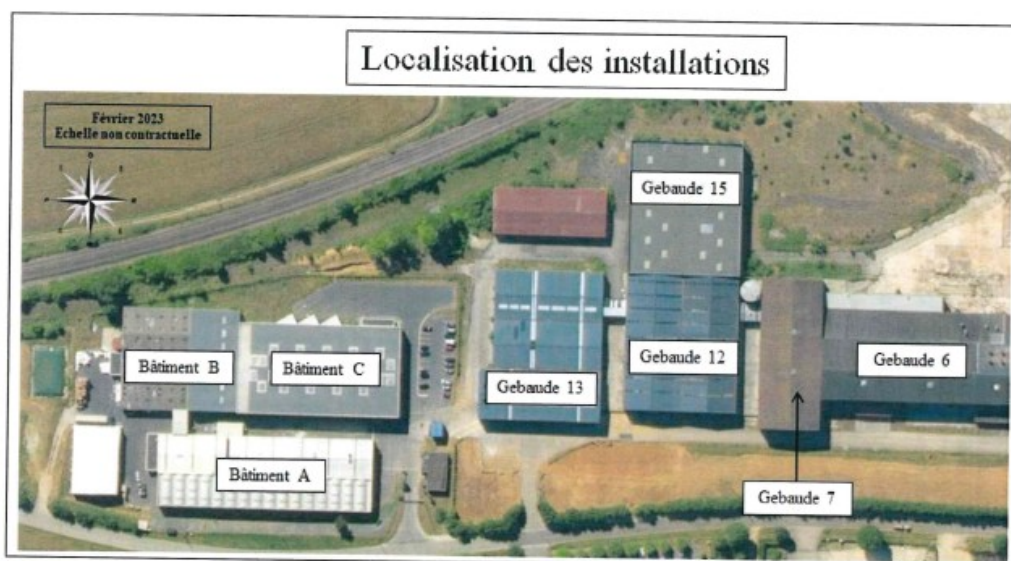 Localisation des installations
Février 2023
Echelle non contractuelle
Gebaude 15
Bâtiment B
Bâtiment C
Gebaude 13
Gebaude 12
Gebaude 6
Bâtiment A
Gebaude 7